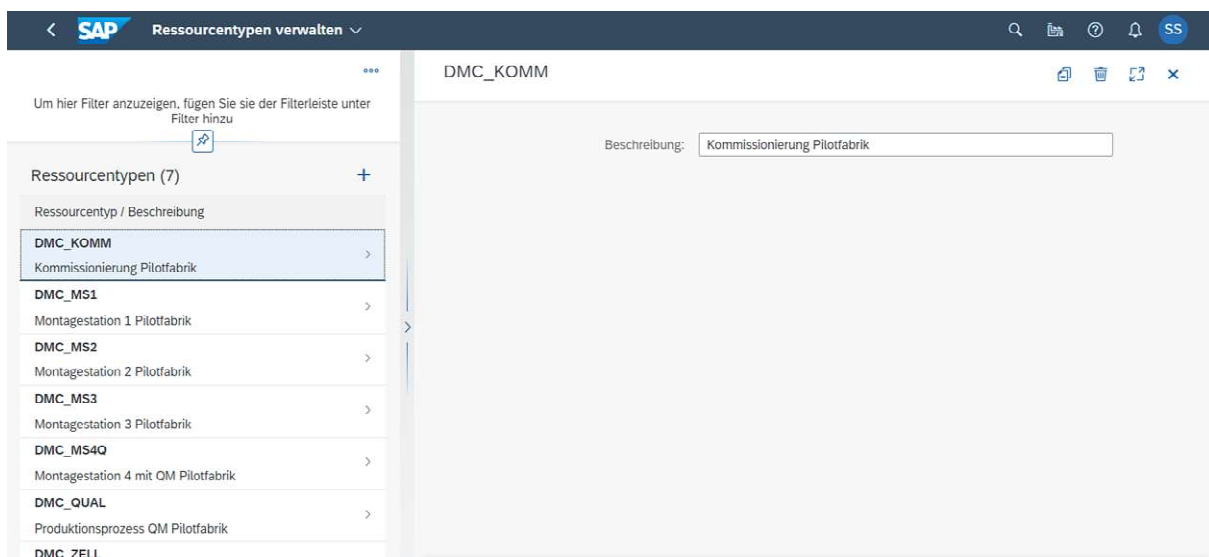 SAP Ressourcentypen verwalten
SS
Um hier Filter anzuzeigen, fügen Sie sie der Filterleiste unter
Filter hinzu
Ressourcentypen (7)
Ressourcentyp / Beschreibung
DMC_KOMM
Kommissionierung Pilotfabrik
DMC_MS1
Montagestation 1 Pilotfabrik
DMC_MS2
Montagestation 2 Pilotfabrik
DMC_MS3
Montagestation 3 Pilotfabrik
DMC_MS4Q
Montagestation 4 mit QM Pilotfabrik
DMC_QUAL
Produktionsprozess QM Pilotfabrik
DMC_ZELL
DMC_KOMM
Beschreibung: Kommissionierung Pilotfabrik